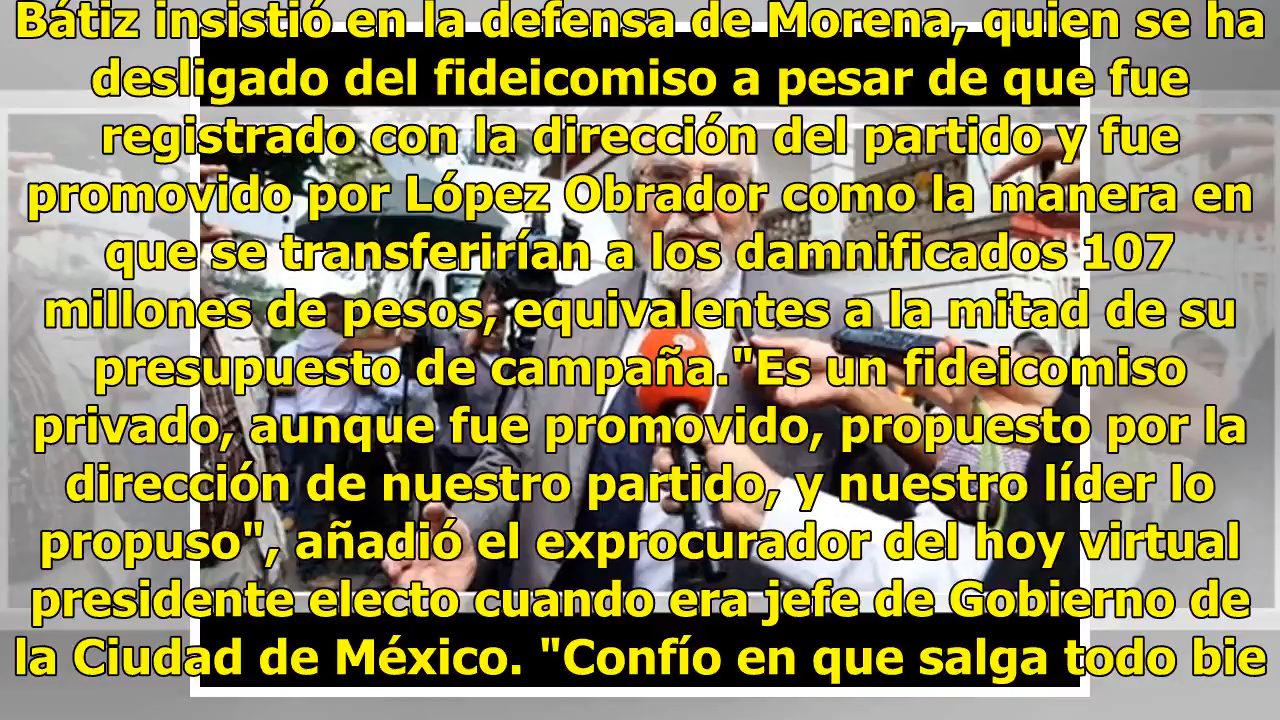 Bátiz insistió en la defensa de Morena, quien se ha
desligado del fideicomiso a pesar de que fue
registrado con la dirección del partido y fue
promovido por López Obrador como la manera en
que se transferirían a los damnificados 107
millones de pesos, equivalentes a la mitad de su
presupuesto de campaña."Es un fideicomiso
privado, aunque fue promovido, propuesto por la
dirección de nuestro partido, y nuestro líder lo
propuso", añadió el exprocurador del hoy virtual
presidente electo cuando era jefe de Gobierno de
la Ciudad de México. "Confío en que salga todo bie